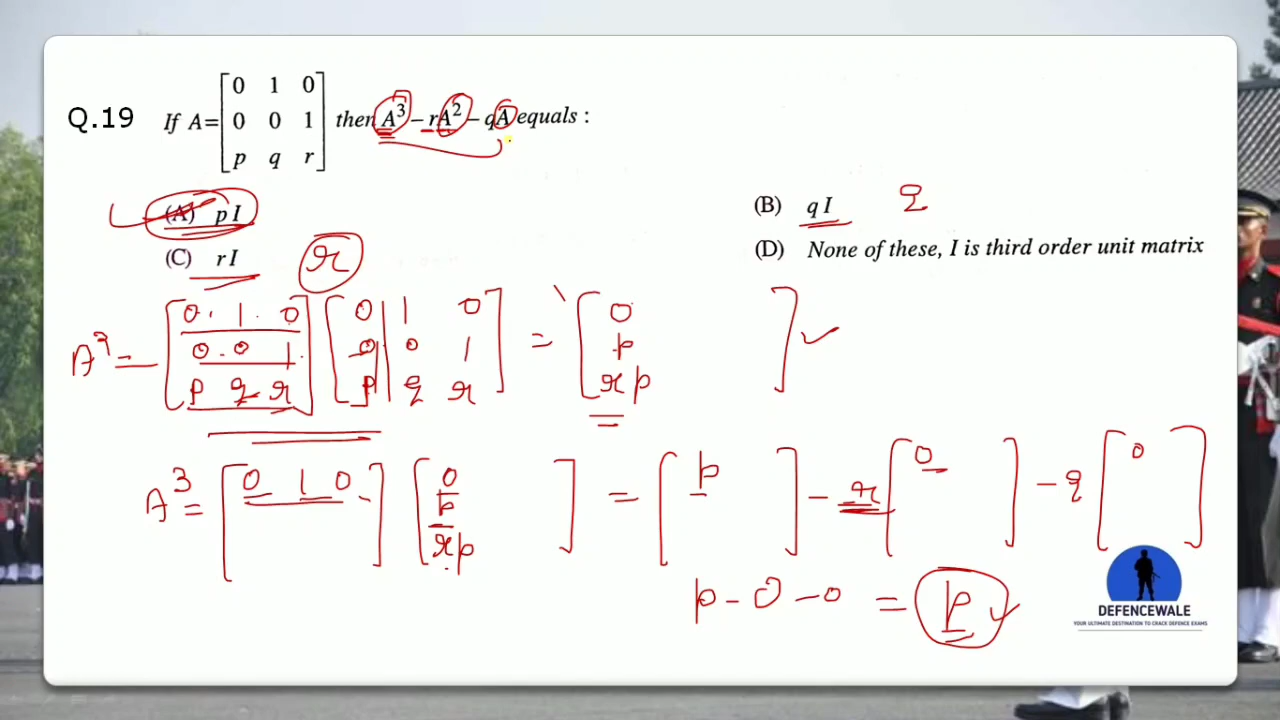 Q.19 If A= [0 1 0 then A³ – rA² – qA equals :
0 0 1
p q r]
(A) pI (B) qI q
(C) rI r (D) None of these, I is third order unit matrix
A² = [0 1 0 [0 1 0 = [0
0 0 1 0 0 1 p
p q r] p q r] rp ]
A³ = [0 1 0 ] [0 ] = [p ] – r [0 ] – q [0 ]
p
rp
p – 0 – 0 = p
DEFENCEWALE
YOUR ULTIMATE DESTINATION TO CRACK DEFENCE EXAMS